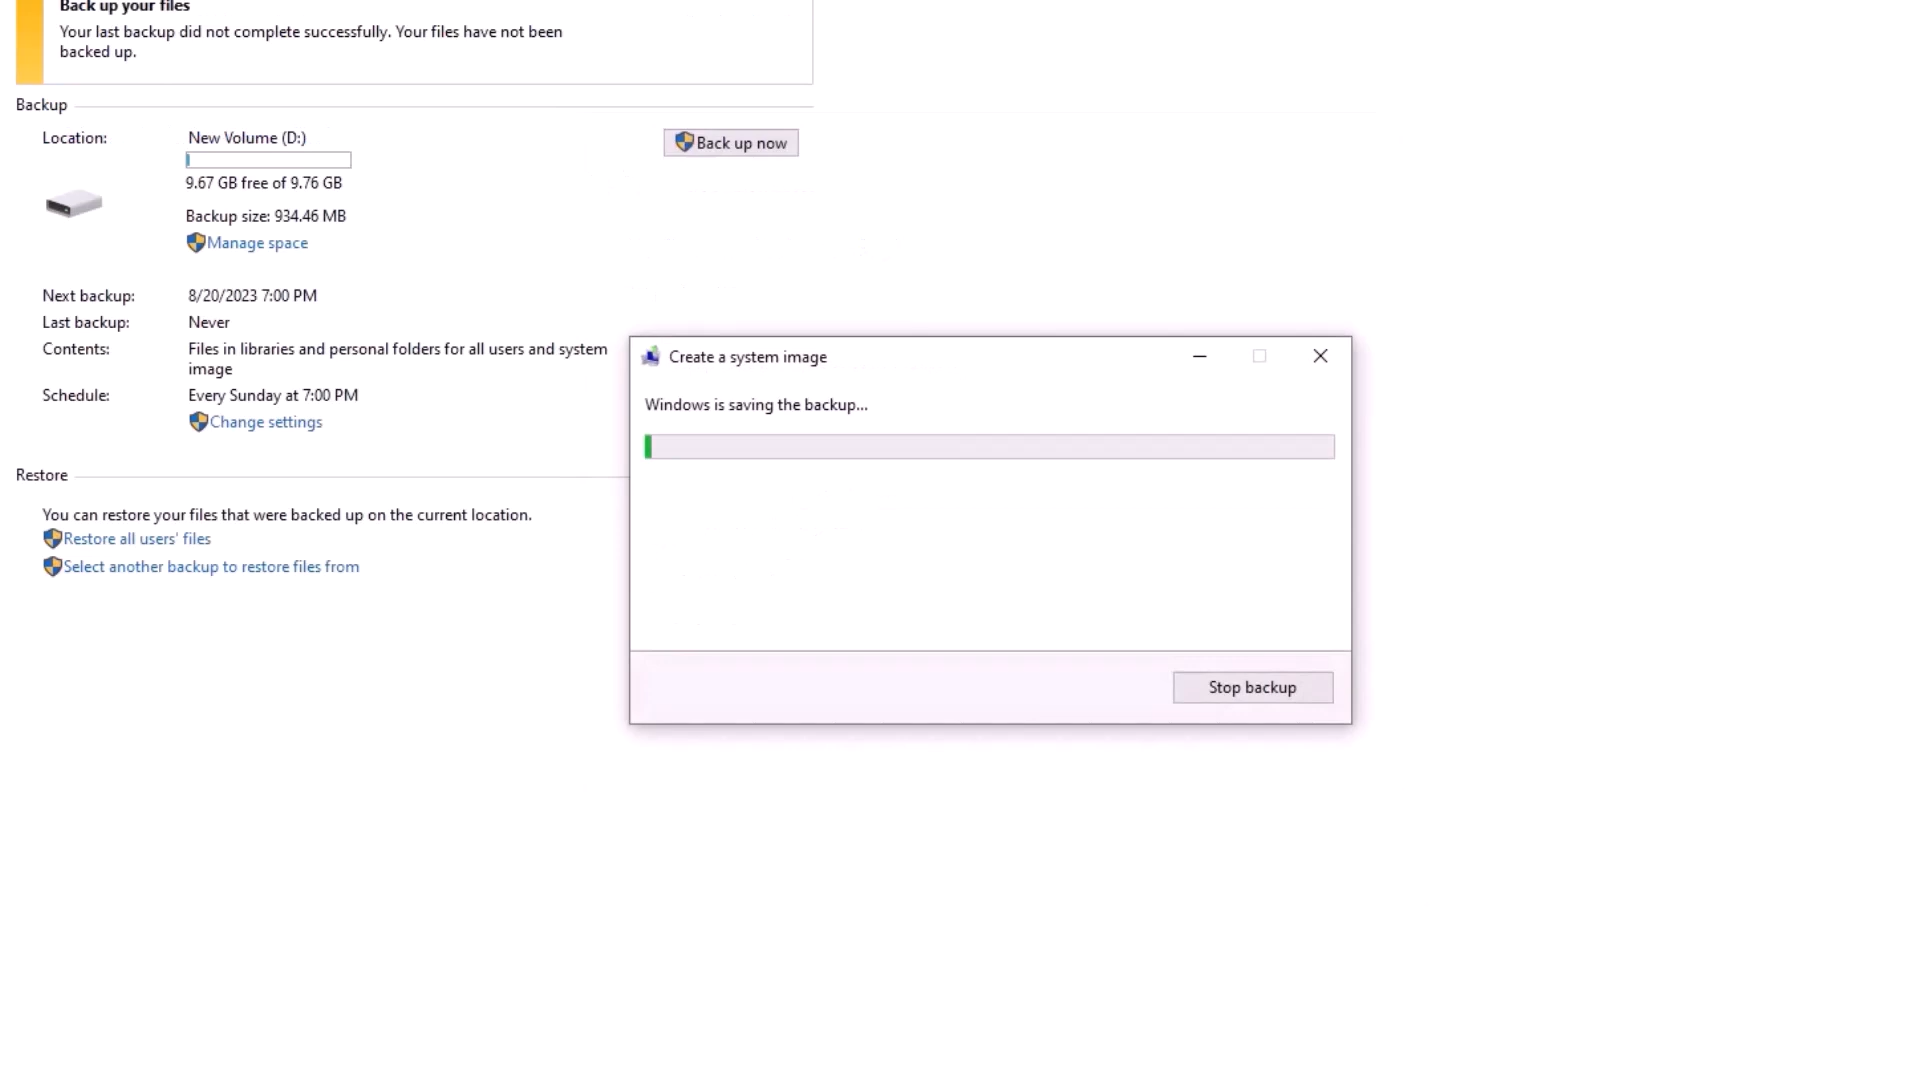 Back up your files
Your last backup did not complete successfully. Your files have not been
backed up.
Backup
Location:
New Volume (D:)
Back up now
9.67 GB free of 9.76 GB
Backup size: 934.46 MB
Manage space
Next backup:
8/20/2023 7:00 PM
Last backup:
Never
Contents:
Files in libraries and personal folders for all users and system
image
Schedule:
Every Sunday at 7:00 PM
Change settings
Restore
You can restore your files that were backed up on the current location.
Restore all users' files
Select another backup to restore files from
Create a system image
Windows is saving the backup...
Stop backup